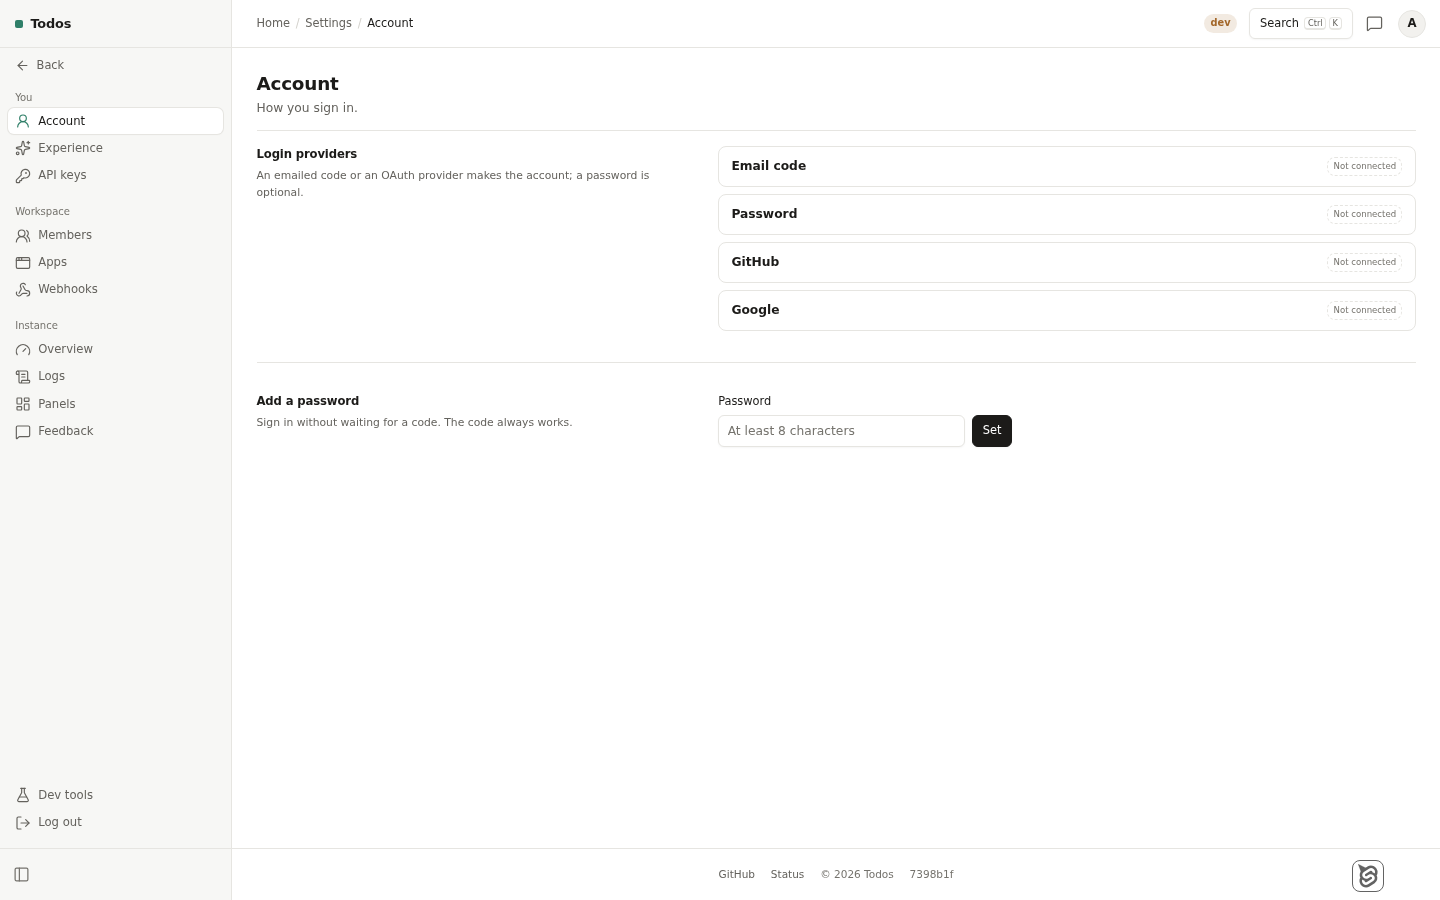 Todos
Home / Settings / Account
dev
Search Ctrl K
A
Back
You
Account
Experience
API keys
Workspace
Members
Apps
Webhooks
Instance
Overview
Logs
Panels
Feedback
Dev tools
Log out
Account
How you sign in.
Login providers
An emailed code or an OAuth provider makes the account; a password is
optional.
Email code
Not connected
Password
Not connected
GitHub
Not connected
Google
Not connected
Add a password
Sign in without waiting for a code. The code always works.
Password
At least 8 characters
Set
GitHub
Status
© 2026 Todos
7398b1f